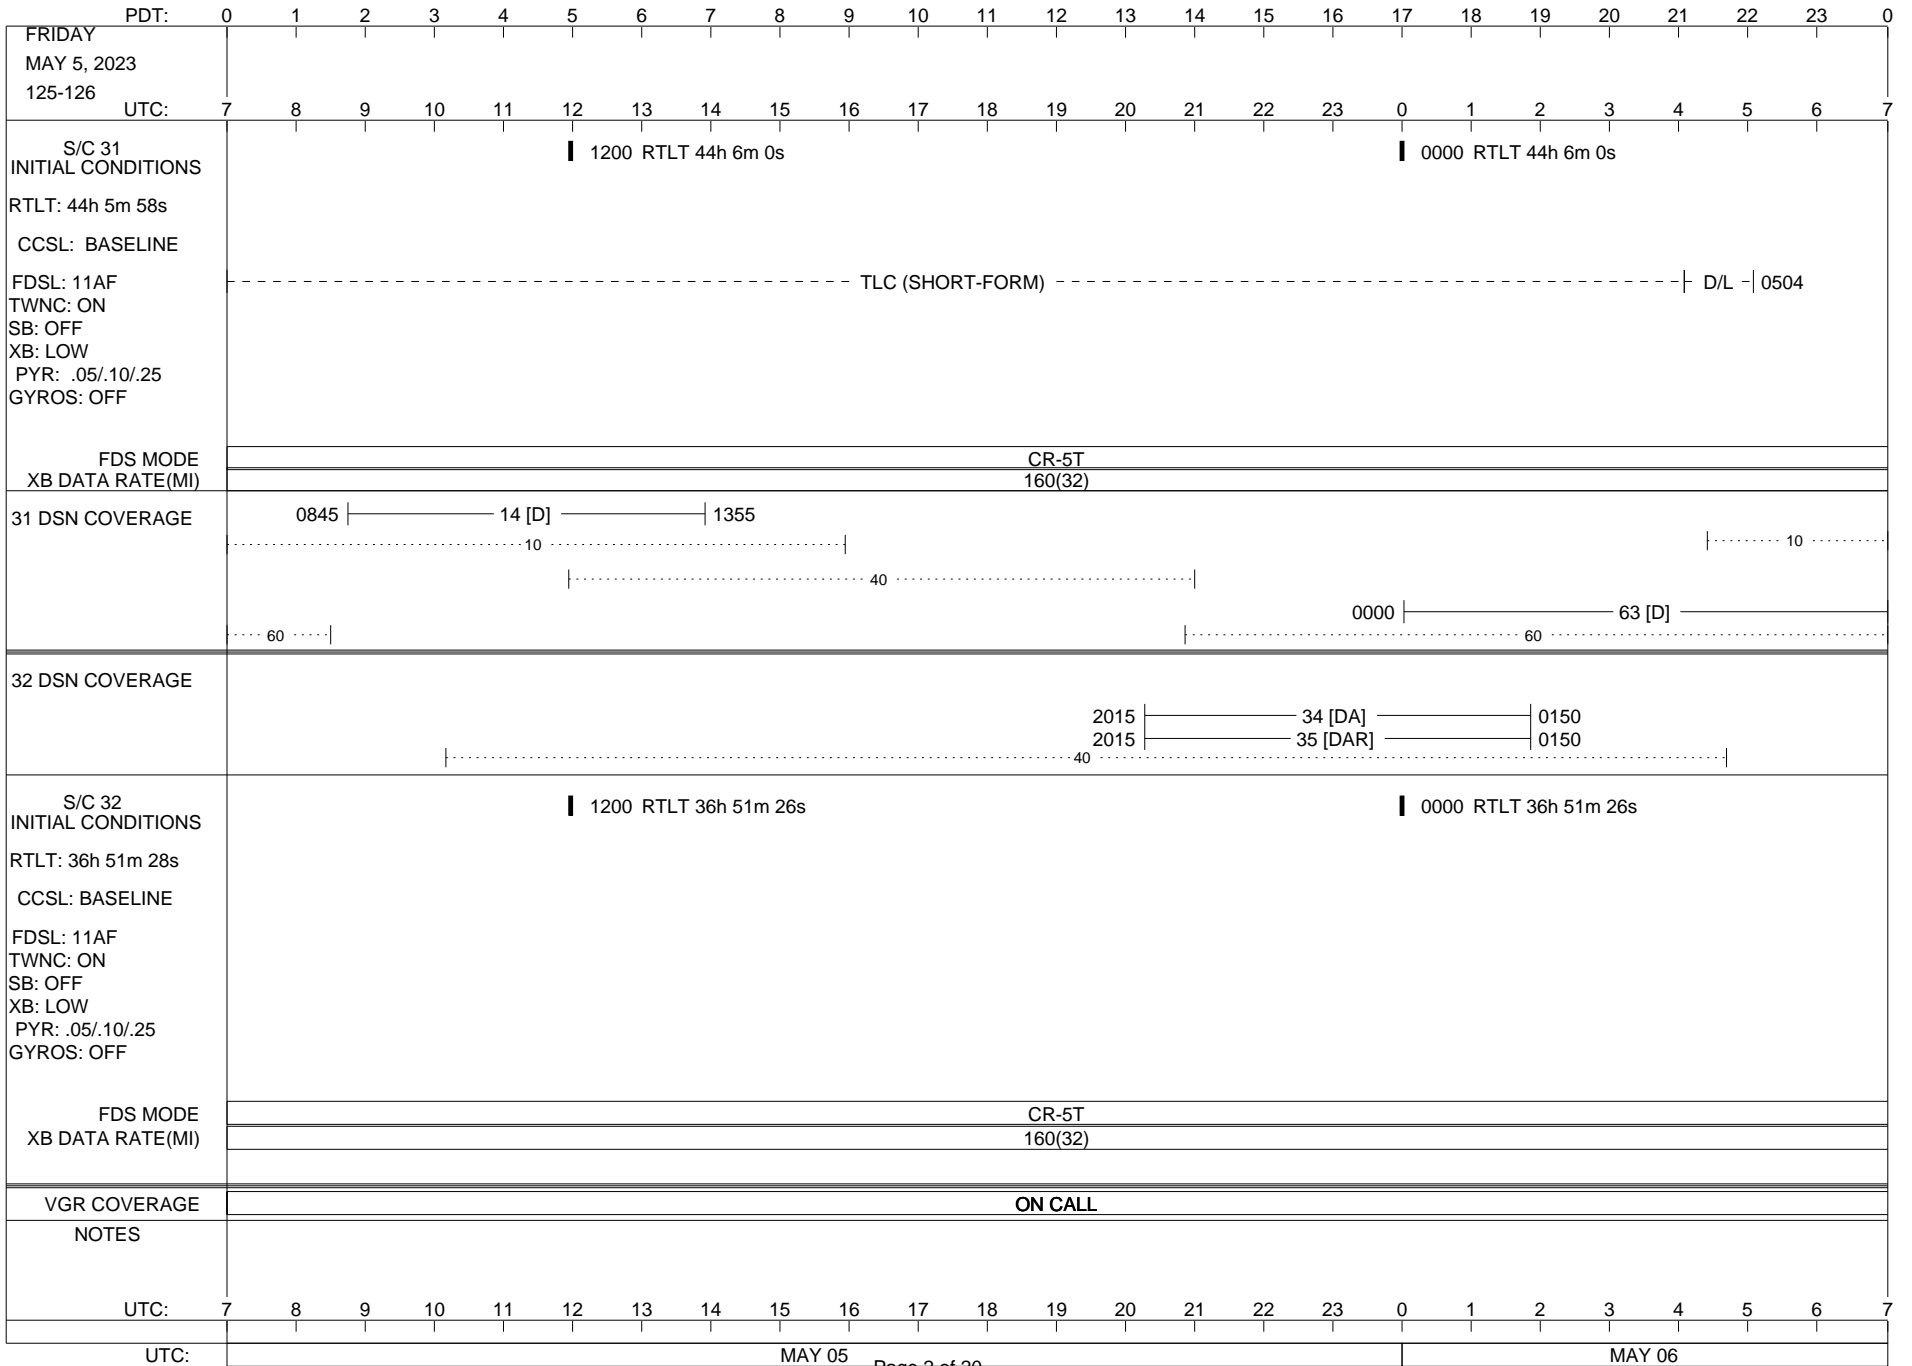 PDT: 0 1 2 3 4 5 6 7 8 9 10 11 12 13 14 15 16 17 18 19 20 21 22 23 0
FRIDAY
MAY 5, 2023
125-126
UTC: 7 8 9 10 11 12 13 14 15 16 17 18 19 20 21 22 23 0 1 2 3 4 5 6 7
S/C 31
INITIAL CONDITIONS
1200 RTLT 44h 6m 0s
0000 RTLT 44h 6m 0s
RTLT: 44h 5m 58s
CCSL: BASELINE
FDSL: 11AF
TLC (SHORT-FORM) D/L 0504
TWNC: ON
SB: OFF
XB: LOW
PYR: .05/.10/.25
GYROS: OFF
FDS MODE CR-5T
XB DATA RATE(MI) 160(32)
31 DSN COVERAGE
0845 14 [D] 1355
10 10
40
0000 63 [D]
60 60
32 DSN COVERAGE
2015 34 [DA] 0150
2015 35 [DAR] 0150
40
S/C 32
INITIAL CONDITIONS
1200 RTLT 36h 51m 26s
0000 RTLT 36h 51m 26s
RTLT: 36h 51m 28s
CCSL: BASELINE
FDSL: 11AF
TWNC: ON
SB: OFF
XB: LOW
PYR: .05/.10/.25
GYROS: OFF
FDS MODE CR-5T
XB DATA RATE(MI) 160(32)
VGR COVERAGE ON CALL
NOTES
UTC: 7 8 9 10 11 12 13 14 15 16 17 18 19 20 21 22 23 0 1 2 3 4 5 6 7
UTC: MAY 05 MAY 06